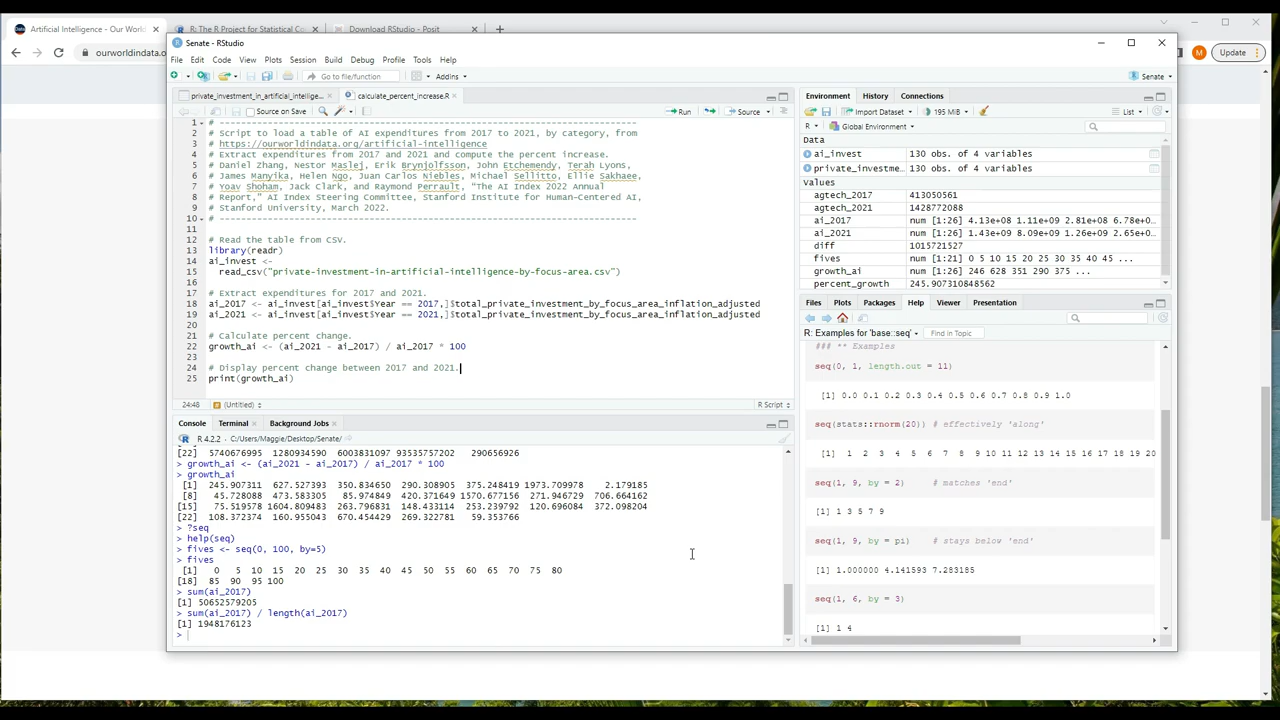 Artificial Intelligence - Our World
R: The R Project for Statistical Co
Download RStudio - Posit
ourworldindata.o
M
Update
Senate - RStudio
File Edit Code View Plots Session Build Debug Profile Tools Help
Go to file/function
Addins
Senate
private_investment_in_artificial_intellige...
calculate_percent_increase.R
Source on Save
Run
Source
1 # ------------------------------------------------------------------------------
2 # Script to load a table of AI expenditures from 2017 to 2021, by category, from
3 # https://ourworldindata.org/artificial-intelligence
4 # Extract expenditures from 2017 and 2021 and compute the percent increase.
5 # Daniel Zhang, Nestor Maslej, Erik Brynjolfsson, John Etchemendy, Terah Lyons,
6 # James Manyika, Helen Ngo, Juan Carlos Niebles, Michael Sellitto, Ellie Sakhaee,
7 # Yoav Shoham, Jack Clark, and Raymond Perrault, "The AI Index 2022 Annual
8 # Report," AI Index Steering Committee, Stanford Institute for Human-Centered AI,
9 # Stanford University, March 2022.
10 # ------------------------------------------------------------------------------
11
12 # Read the table from CSV.
13 library(readr)
14 ai_invest <-
15 read_csv("private-investment-in-artificial-intelligence-by-focus-area.csv")
16
17 # Extract expenditures for 2017 and 2021.
18 ai_2017 <- ai_invest[ai_invest$Year == 2017,]$total_private_investment_by_focus_area_inflation_adjusted
19 ai_2021 <- ai_invest[ai_invest$Year == 2021,]$total_private_investment_by_focus_area_inflation_adjusted
20
21 # Calculate percent change.
22 growth_ai <- (ai_2021 - ai_2017) / ai_2017 * 100
23
24 # Display percent change between 2017 and 2021.
25 print(growth_ai)
24:48 (Untitled) R Script
Console Terminal Background Jobs
R 4.2.2 · C:/Users/Maggie/Desktop/Senate/
[22] 5740676995 1280934590 6003831097 93535757202 290656926
> growth_ai <- (ai_2021 - ai_2017) / ai_2017 * 100
> growth_ai
[1] 245.907311 627.527393 350.834650 290.308905 375.248419 1973.709978 2.179185
[8] 45.728088 473.583305 85.974849 420.371649 1570.677156 271.946729 706.664162
[15] 75.519578 1604.809483 263.796831 148.433114 253.239792 120.696084 372.098204
[22] 108.372374 160.955043 670.454429 269.322781 59.353766
> ?seq
> help(seq)
> fives <- seq(0, 100, by=5)
> fives
[1] 0 5 10 15 20 25 30 35 40 45 50 55 60 65 70 75 80
[18] 85 90 95 100
> sum(ai_2017)
[1] 50652579205
> sum(ai_2017) / length(ai_2017)
[1] 1948176123
>
Environment History Connections
Import Dataset 195 MiB List
R Global Environment
Data
ai_invest 130 obs. of 4 variables
private_investme... 130 obs. of 4 variables
Values
agtech_2017 413050561
agtech_2021 1428772088
ai_2017 num [1:26] 4.13e+08 1.11e+09 2.81e+08 6.78e+0...
ai_2021 num [1:26] 1.43e+09 8.09e+09 1.26e+09 2.65e+0...
diff 1015721527
fives num [1:21] 0 5 10 15 20 25 30 35 40 45 ...
growth_ai num [1:26] 246 628 351 290 375 ...
percent_growth 245.907310848562
Files Plots Packages Help Viewer Presentation
R: Examples for 'base::seq' Find in Topic
### ** Examples
seq(0, 1, length.out = 11)
[1] 0.0 0.1 0.2 0.3 0.4 0.5 0.6 0.7 0.8 0.9 1.0
seq(stats::rnorm(20)) # effectively 'along'
[1] 1 2 3 4 5 6 7 8 9 10 11 12 13 14 15 16 17 18 19 20
seq(1, 9, by = 2) # matches 'end'
[1] 1 3 5 7 9
seq(1, 9, by = pi) # stays below 'end'
[1] 1.000000 4.141593 7.283185
seq(1, 6, by = 3)
[1] 1 4